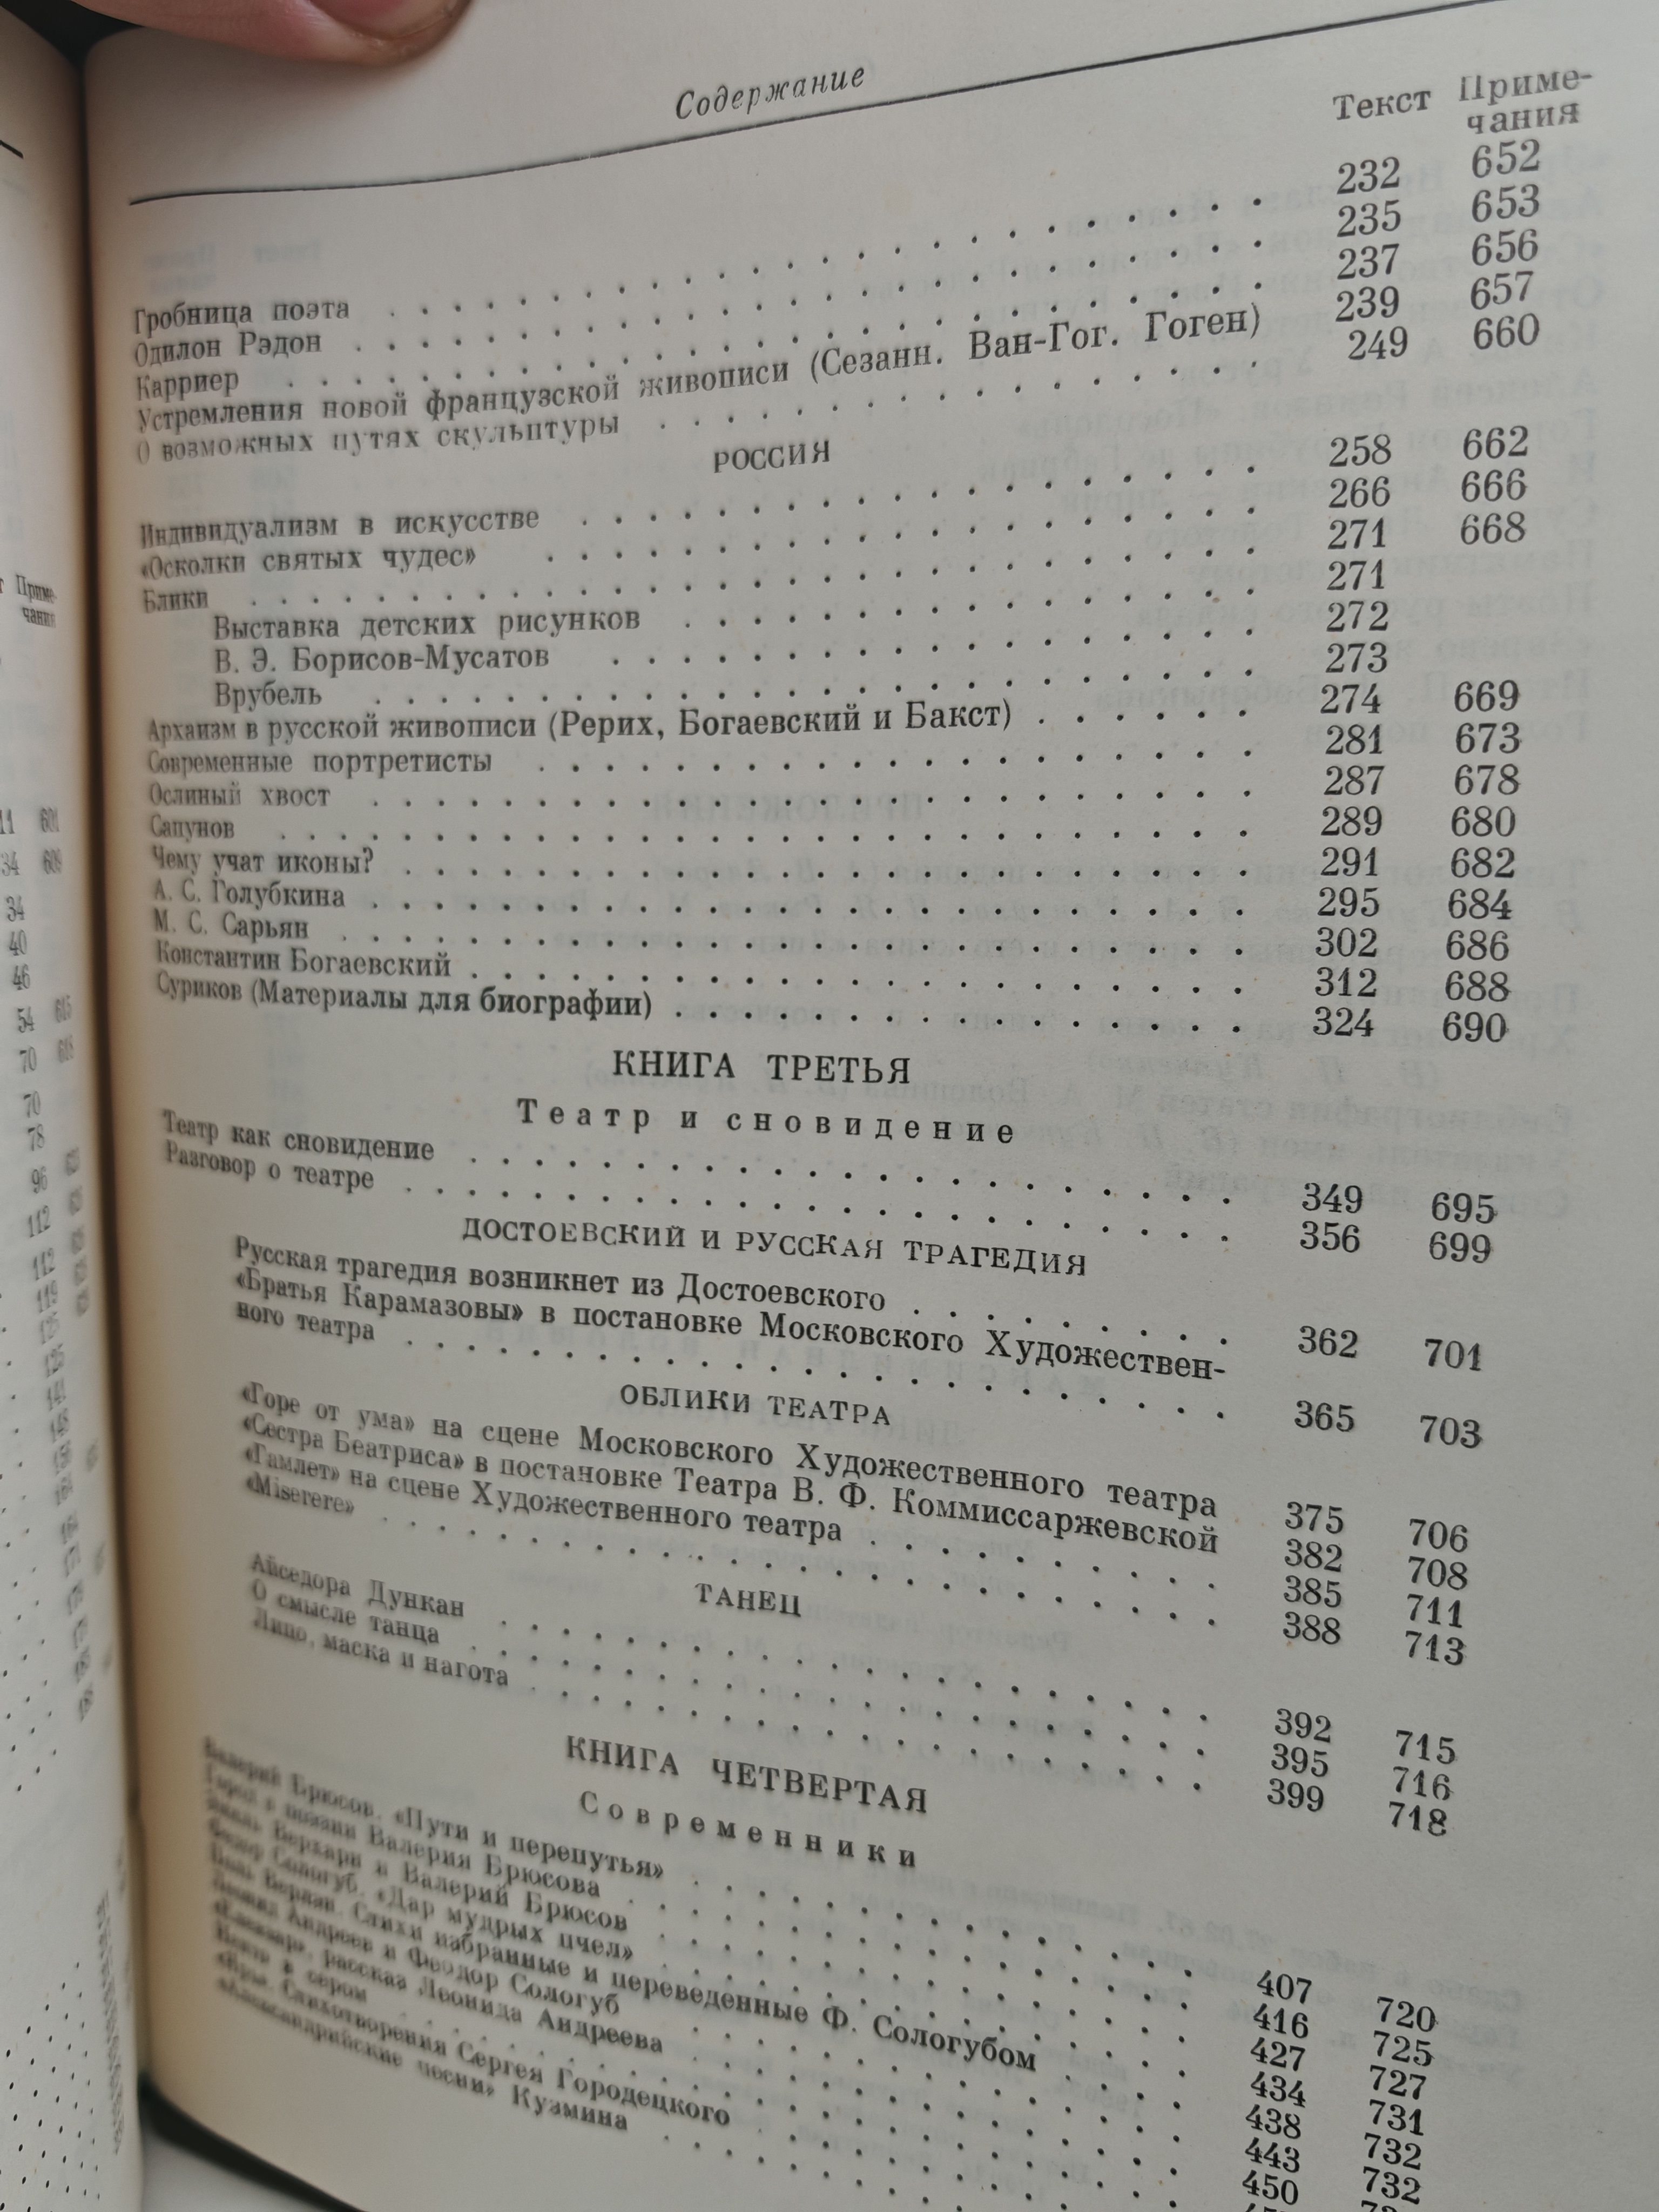 Содержание
Текст Приме-
чания
Гробница поэта 232 652
Одилон Рэдон 235 653
Карриер 237 656
Устремления новой французской живописи (Сезанн. Ван-Гог. Гоген) 239 657
О возможных путях скульптуры 249 660
РОССИЯ
Индивидуализм в искусстве 258 662
«Осколки святых чудес» 266 666
Блики 271 668
Выставка детских рисунков 271
В. Э. Борисов-Мусатов 272
Врубель 273
Архаизм в русской живописи (Рерих, Богаевский и Бакст) 274 669
Современные портретисты 281 673
Ослиный хвост 287 678
Сапунов 289 680
Чему учат иконы? 291 682
А. С. Голубкина 295 684
М. С. Сарьян 302 686
Константин Богаевский 312 688
Суриков (Материалы для биографии) 324 690
КНИГА ТРЕТЬЯ
Театр и сновидение
Театр как сновидение 349 695
Разговор о театре 356 699
ДОСТОЕВСКИЙ И РУССКАЯ ТРАГЕДИЯ
Русская трагедия возникнет из Достоевского 362 701
«Братья Карамазовы» в постановке Московского Художествен-
ного театра 365 703
ОБЛИКИ ТЕАТРА
«Горе от ума» на сцене Московского Художественного театра 375 706
«Сестра Беатриса» в постановке Театра В. Ф. Коммиссаржевской 382 708
«Гамлет» на сцене Художественного театра 385 711
«Miserere» 388 713
ТАНЕЦ
Айседора Дункан 392 715
О смысле танца 395 716
Лицо, маска и нагота 399 718
КНИГА ЧЕТВЕРТАЯ
Современники
Валерий Брюсов. «Пути и перепутья» 407 720
Город в поэзии Валерия Брюсова 416 725
Верхарн и Валерий Брюсов 427 727
Сологуб. «Дар мудрых пчел» 434 731
Верлэн. Стихи избранные и переведенные Ф. Сологубом 438 732
Леонид Андреев и Феодор Сологуб 443 732
«Елеазар», рассказ Леонида Андреева 450
в сером
Стихотворения Сергея Городецкого
«Александрийские песни» Кузмина